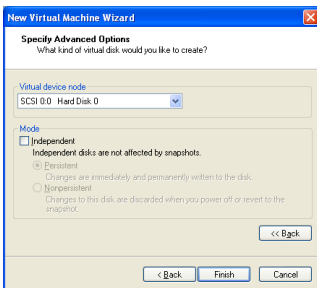 New Virtual Machine Wizard
Specify Advanced Options
What kind of virtual disk would you like to create?
Virtual device node
SCSI 0:0 Hard Disk 0
Mode
Independent
Independent disks are not affected by snapshots.
Persistent
Changes are immediately and permanently written to the disk.
Nonpersistent
Changes to this disk are discarded when you power off or revert to the
snapshot.
<< Back
< Back
Finish
Cancel